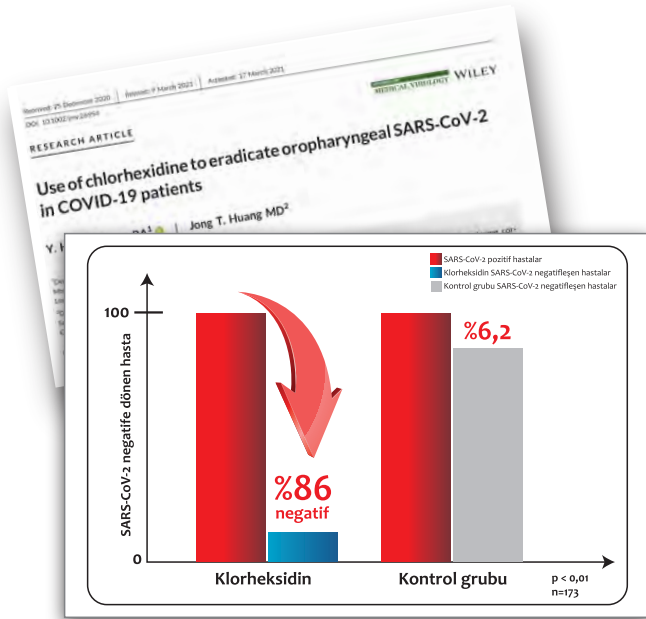 Received: 25 December 2020 | Revised: 9 March 2021 | Accepted: 17 March 2021
DOI: 10.1002/jmv.26954
MEDICAL VIROLOGY WILEY
RESEARCH ARTICLE
Use of chlorhexidine to eradicate oropharyngeal SARS-CoV-2
in COVID-19 patients
Jong T. Huang MD²
SARS-CoV-2 pozitif hastalar
Klorheksidin SARS-CoV-2 negatifleşen hastalar
Kontrol grubu SARS-CoV-2 negatifleşen hastalar
SARS-CoV-2 negatife dönen hasta
100
0
%86
negatif
%6,2
Klorheksidin
Kontrol grubu
p < 0,01
n=173